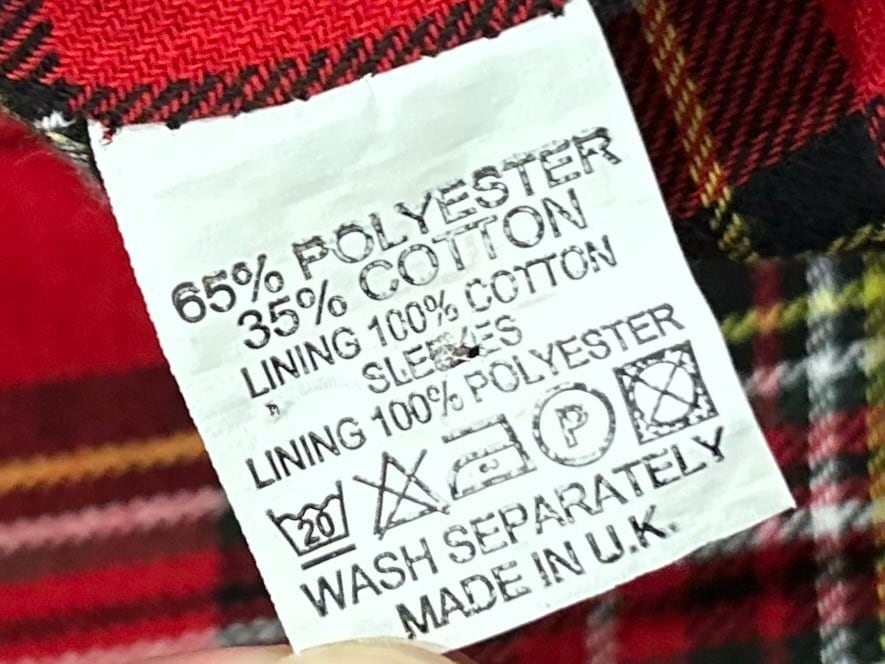 65% POLYESTER
35% COTTON
LINING 100% COTTON
SLEEVES
LINING 100% POLYESTER
20 P
WASH SEPARATELY
MADE IN U.K.